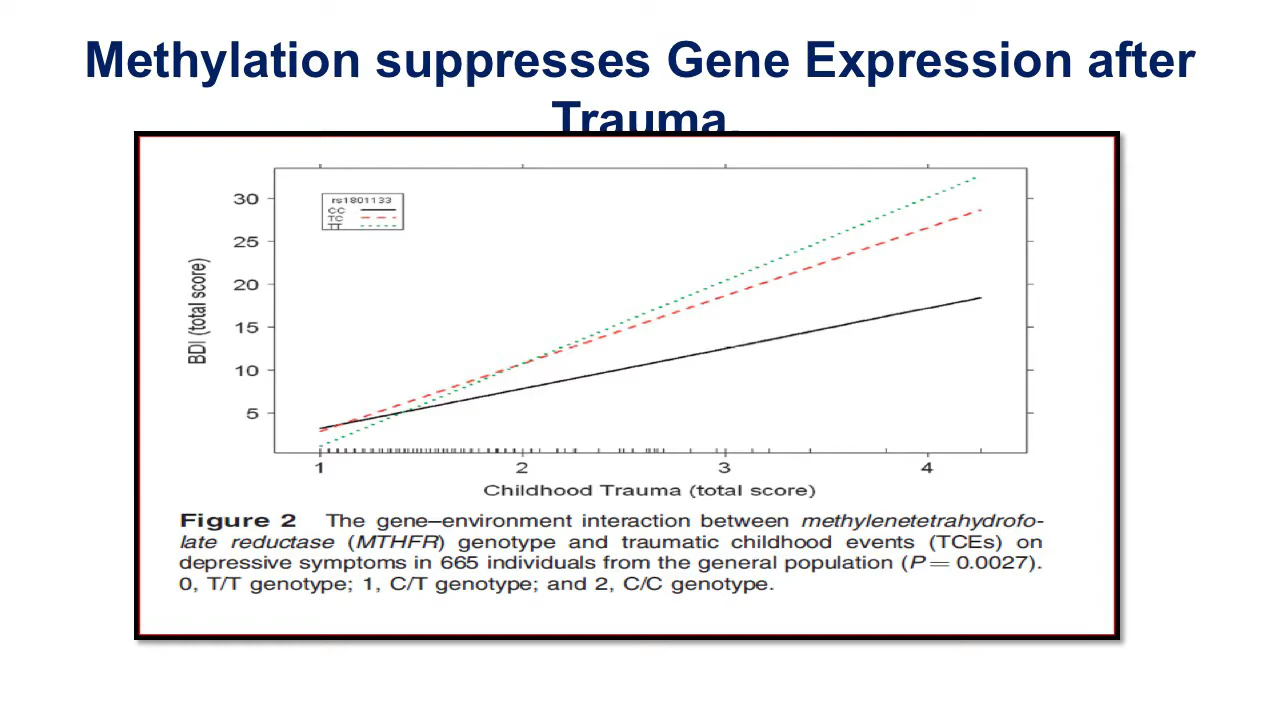 Methylation suppresses Gene Expression after
Trauma.
rs1801133
CC
TC
TT
30
25
20
15
10
5
BDI (total score)
1 2 3 4
Childhood Trauma (total score)
Figure 2 The gene–environment interaction between methylenetetrahydrofo-
late reductase (MTHFR) genotype and traumatic childhood events (TCEs) on
depressive symptoms in 665 individuals from the general population (P = 0.0027).
0, T/T genotype; 1, C/T genotype; and 2, C/C genotype.